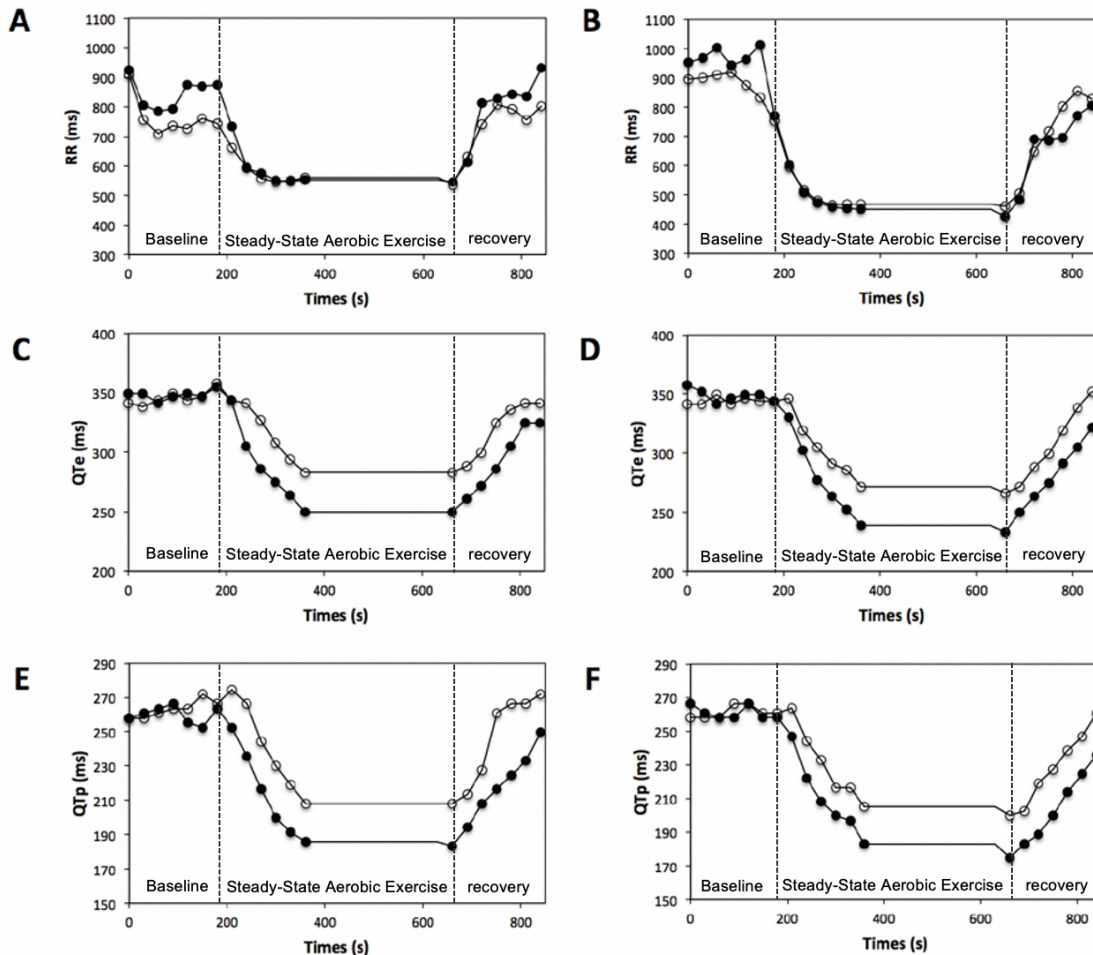 A
RR (ms)
1100
1000
900
800
700
600
500
400
300
Baseline
Steady-State Aerobic Exercise
recovery
0 200 400 600 800
Times (s)
B
RR (ms)
1100
1000
900
800
700
600
500
400
300
Baseline
Steady-State Aerobic Exercise
recovery
0 200 400 600 800
Times (s)
C
QTe (ms)
400
350
300
250
200
Baseline
Steady-State Aerobic Exercise
recovery
0 200 400 600 800
Times (s)
D
QTe (ms)
400
350
300
250
200
Baseline
Steady-State Aerobic Exercise
recovery
0 200 400 600 800
Times (s)
E
QTp (ms)
290
270
250
230
210
190
170
150
Baseline
Steady-State Aerobic Exercise
recovery
0 200 400 600 800
Times (s)
F
QTp (ms)
290
270
250
230
210
190
170
150
Baseline
Steady-State Aerobic Exercise
recovery
0 200 400 600 800
Times (s)